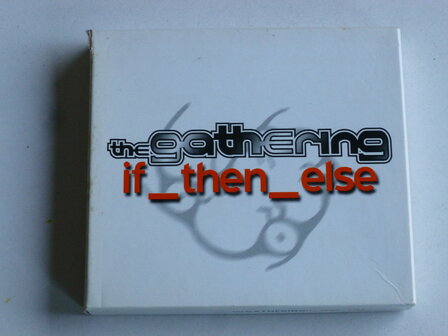 the gathering
if_then_else